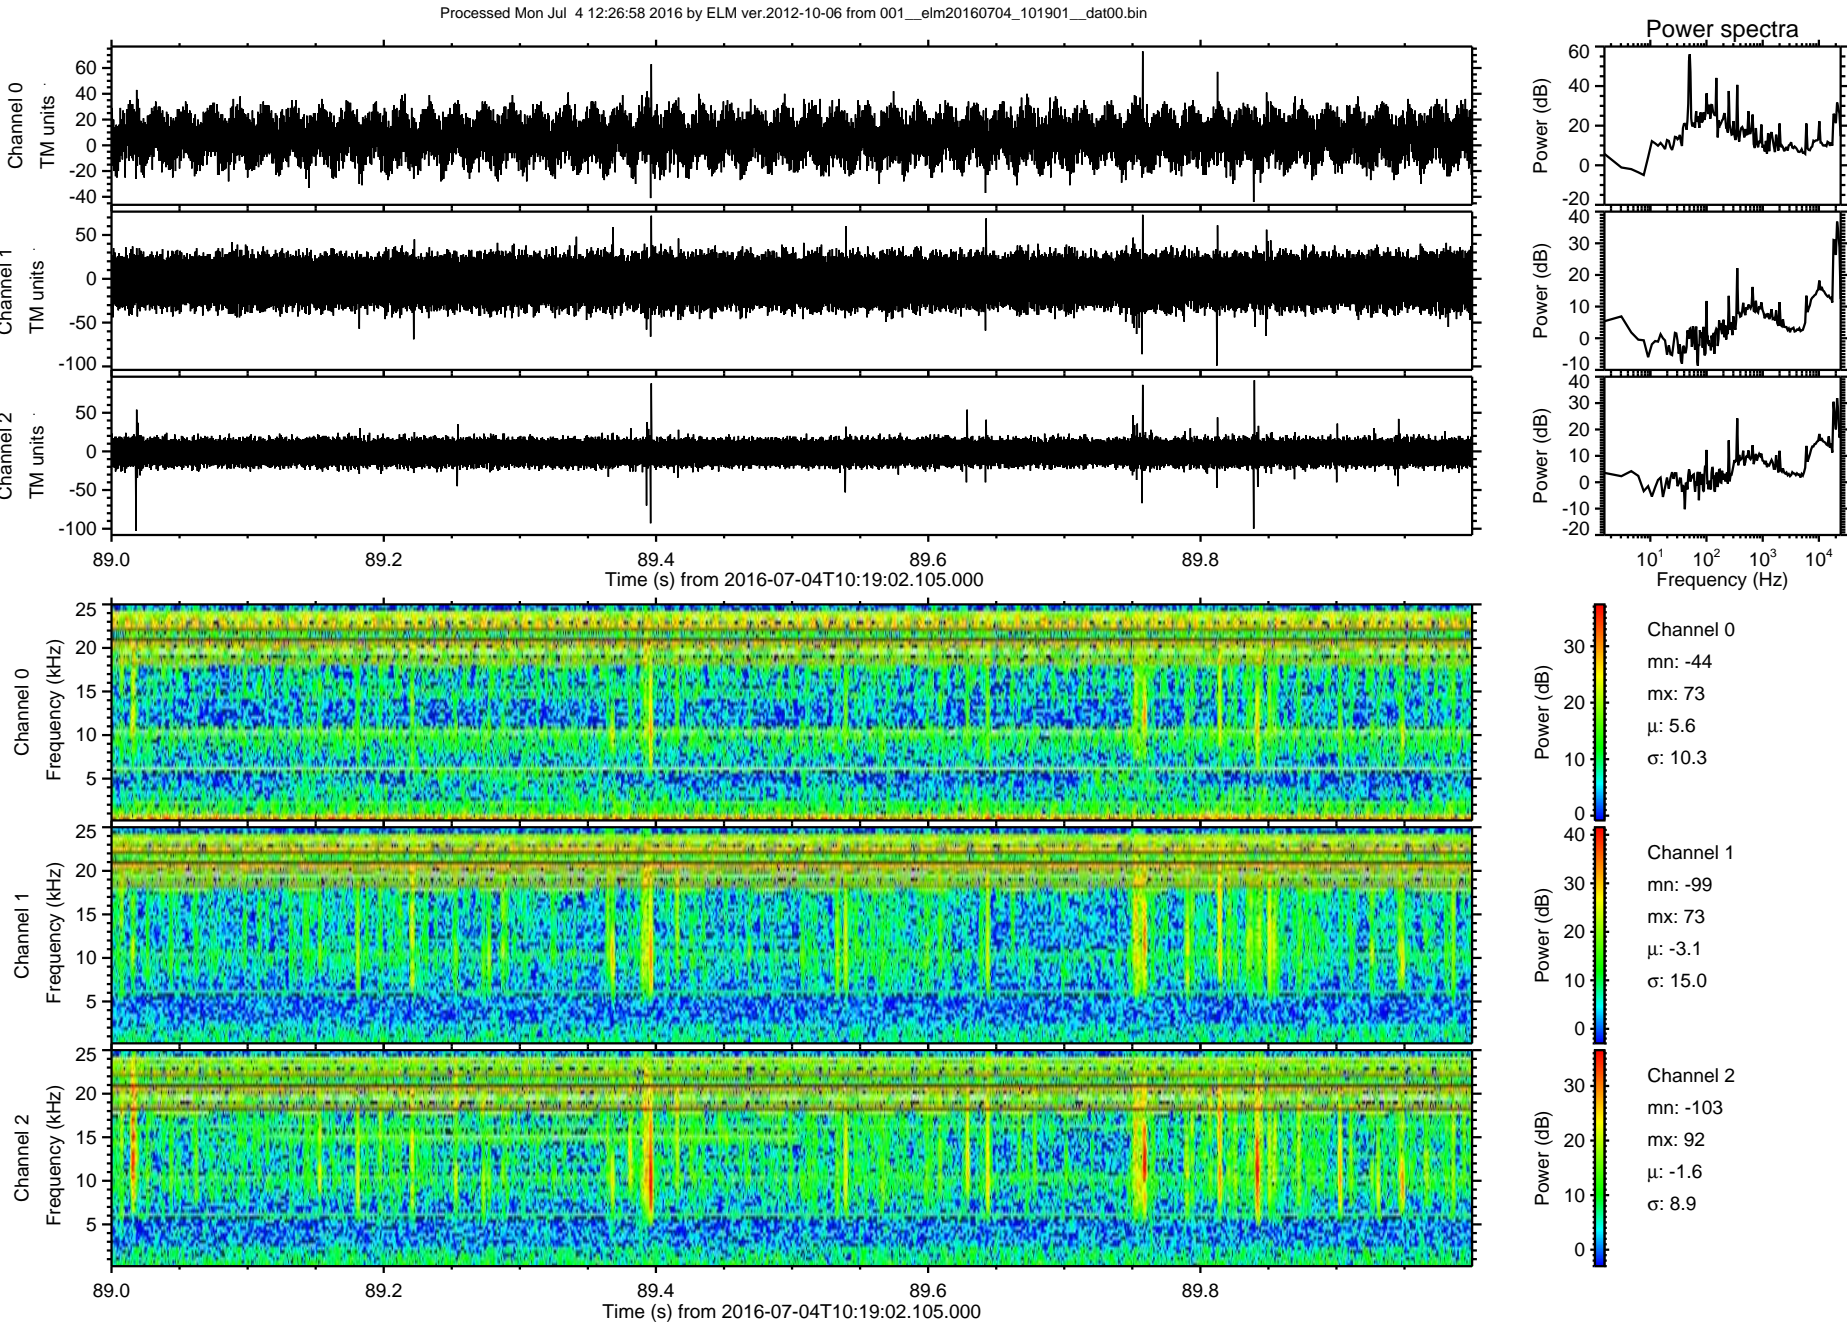 Processed Mon Jul 4 12:26:58 2016 by ELM ver.2012-10-06 from 001__elm20160704_101901__dat00.bin
Power spectra
Channel 0
TM units
60
40
20
0
-20
-40
Power (dB)
60
40
20
0
-20
Channel 1
TM units
50
0
-50
-100
Power (dB)
40
30
20
10
0
-10
Channel 2
TM units
50
0
-50
-100
Power (dB)
40
30
20
10
0
-10
-20
89.0 89.2 89.4 89.6 89.8
Time (s) from 2016-07-04T10:19:02.105.000
10¹ 10² 10³ 10⁴
Frequency (Hz)
Channel 0
Frequency (kHz)
25
20
15
10
5
Power (dB)
30
20
10
0
Channel 0
mn: -44
mx: 73
μ: 5.6
σ: 10.3
Channel 1
Frequency (kHz)
25
20
15
10
5
Power (dB)
40
30
20
10
0
Channel 1
mn: -99
mx: 73
μ: -3.1
σ: 15.0
Channel 2
Frequency (kHz)
25
20
15
10
5
Power (dB)
30
20
10
0
Channel 2
mn: -103
mx: 92
μ: -1.6
σ: 8.9
89.0 89.2 89.4 89.6 89.8
Time (s) from 2016-07-04T10:19:02.105.000